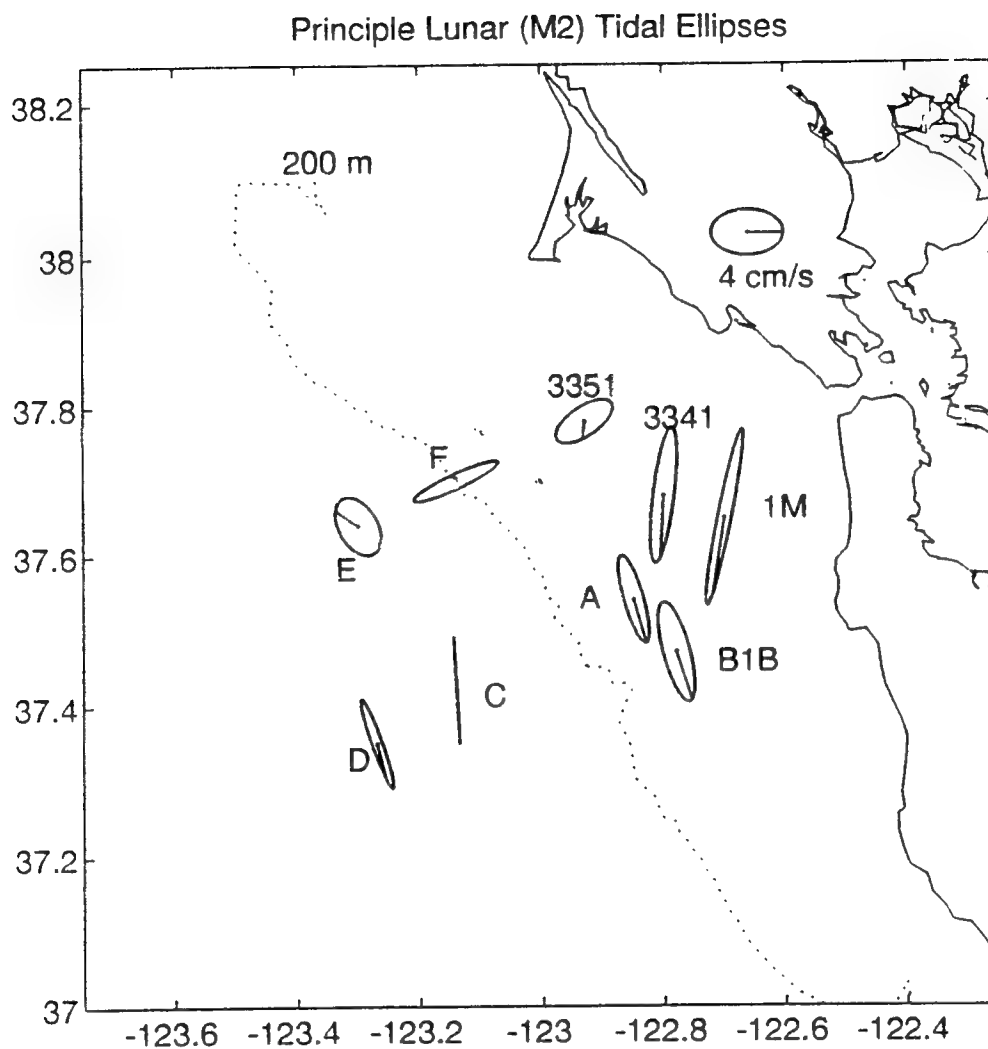 Principle Lunar (M2) Tidal Ellipses
38.2
200 m
38
4 cm/s
3351
37.8
3341
F
1M
37.6
E
A
B1B
C
37.4
D
37.2
37
-123.6 -123.4 -123.2 -123 -122.8 -122.6 -122.4